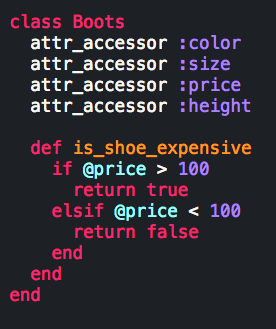 class Boots
  attr_accessor :color
  attr_accessor :size
  attr_accessor :price
  attr_accessor :height

  def is_shoe_expensive
    if @price > 100
      return true
    elsif @price < 100
      return false
    end
  end
end